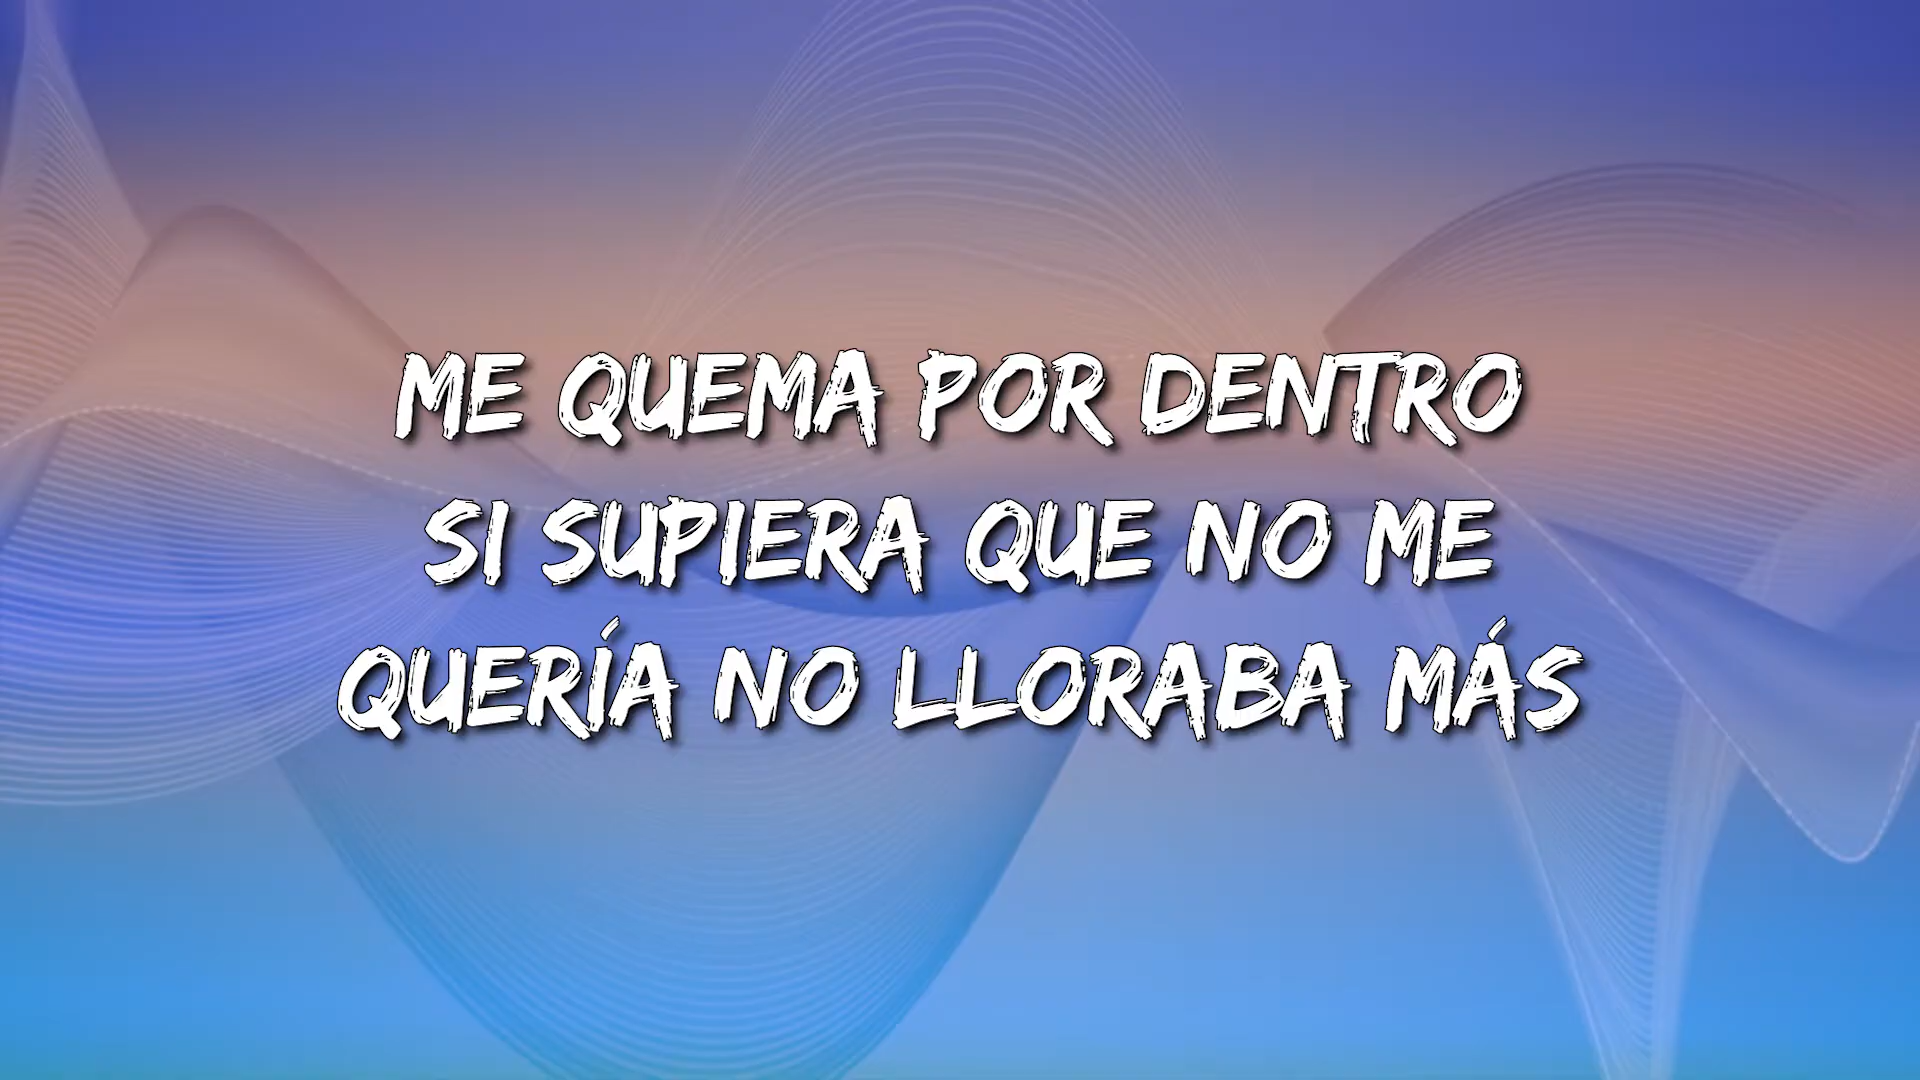 ME QUEMA POR DENTRO
SI SUPIERA QUE NO ME
QUERÍA NO LLORABA MÁS